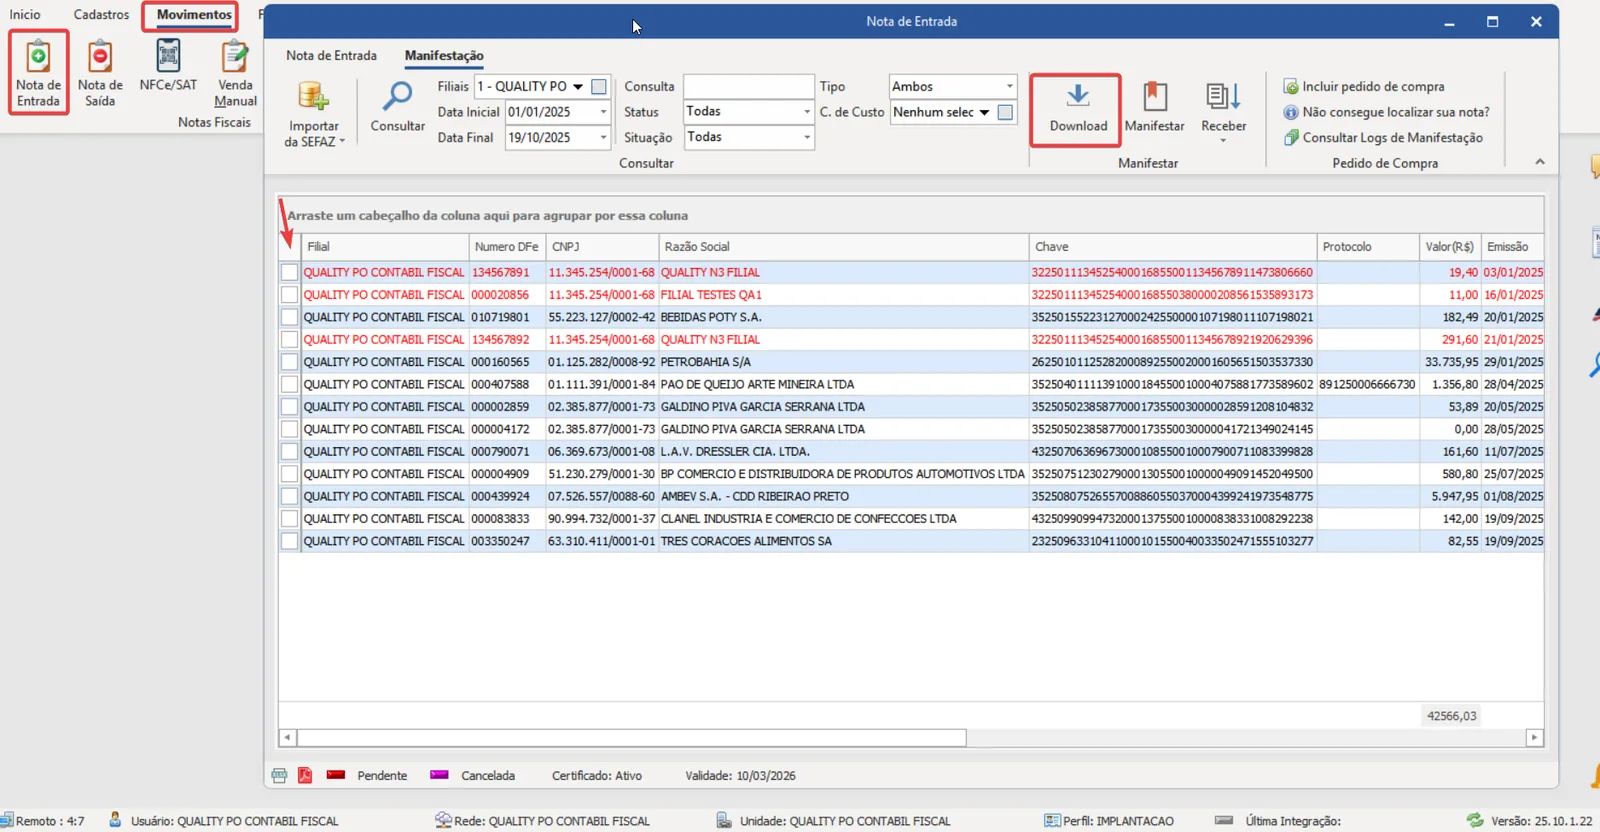 Inicio
Cadastros
Movimentos
F
Nota de Entrada
Nota de Entrada
Nota de Saída
NFCe/SAT
Venda Manual
Notas Fiscais
Nota de Entrada
Manifestação
Importar da SEFAZ
Consultar
Filiais 1 - QUALITY PO
Data Inicial 01/01/2025
Data Final 19/10/2025
Consulta
Status Todas
Situação Todas
Tipo Ambos
C. de Custo Nenhum selec
Consultar
Download
Manifestar
Receber
Manifestar
Incluir pedido de compra
Não consegue localizar sua nota?
Consultar Logs de Manifestação
Pedido de Compra
Arraste um cabeçalho da coluna aqui para agrupar por essa coluna
Filial Numero DFe CNPJ Razão Social Chave Protocolo Valor(R$) Emissão
QUALITY PO CONTABIL FISCAL 134567891 11.345.254/0001-68 QUALITY N3 FILIAL 32250111345254000168550011345678911473806660 19,40 03/01/2025
QUALITY PO CONTABIL FISCAL 000020856 11.345.254/0001-68 FILIAL TESTES QA1 32250111345254000168550380000208561535893173 11,00 16/01/2025
QUALITY PO CONTABIL FISCAL 010719801 55.223.127/0002-42 BEBIDAS POTY S.A. 35250155223127000242550000107198011107198021 182,49 20/01/2025
QUALITY PO CONTABIL FISCAL 134567892 11.345.254/0001-68 QUALITY N3 FILIAL 32250111345254000168550011345678921920629396 291,60 21/01/2025
QUALITY PO CONTABIL FISCAL 000160565 01.125.282/0008-92 PETROBAHIA S/A 26250101125282000892550020001605651503537330 33.735,95 29/01/2025
QUALITY PO CONTABIL FISCAL 000407588 01.111.391/0001-84 PAO DE QUEIJO ARTE MINEIRA LTDA 35250401111391000184550010004075881773589602 891250006666730 1.356,80 28/04/2025
QUALITY PO CONTABIL FISCAL 000002859 02.385.877/0001-73 GALDINO PIVA GARCIA SERRANA LTDA 35250502385877000173550030000028591208104832 53,89 20/05/2025
QUALITY PO CONTABIL FISCAL 000004172 02.385.877/0001-73 GALDINO PIVA GARCIA SERRANA LTDA 35250502385877000173550030000041721349024145 0,00 28/05/2025
QUALITY PO CONTABIL FISCAL 000790071 06.369.673/0001-08 L.A.V. DRESSLER CIA. LTDA. 43250706369673000108550010007900711083399828 161,60 11/07/2025
QUALITY PO CONTABIL FISCAL 000004909 51.230.279/0001-30 BP COMERCIO E DISTRIBUIDORA DE PRODUTOS AUTOMOTIVOS LTDA 35250751230279000130550010000049091452049500 580,80 25/07/2025
QUALITY PO CONTABIL FISCAL 000439924 07.526.557/0088-60 AMBEV S.A. - CDD RIBEIRAO PRETO 35250807526557008860550370004399241973548775 5.947,95 01/08/2025
QUALITY PO CONTABIL FISCAL 000083833 90.994.732/0001-37 CLANEL INDUSTRIA E COMERCIO DE CONFECCOES LTDA 43250990994732000137550010000838331008292238 142,00 19/09/2025
QUALITY PO CONTABIL FISCAL 003350247 63.310.411/0001-01 TRES CORACOES ALIMENTOS SA 23250963310411000101550040033502471555103277 82,55 19/09/2025
42566,03
Pendente
Cancelada
Certificado: Ativo
Validade: 10/03/2026
Remoto : 4:7
Usuário: QUALITY PO CONTABIL FISCAL
Rede: QUALITY PO CONTABIL FISCAL
Unidade: QUALITY PO CONTABIL FISCAL
Perfil: IMPLANTACAO
Última Integração:
Versão: 25.10.1.22